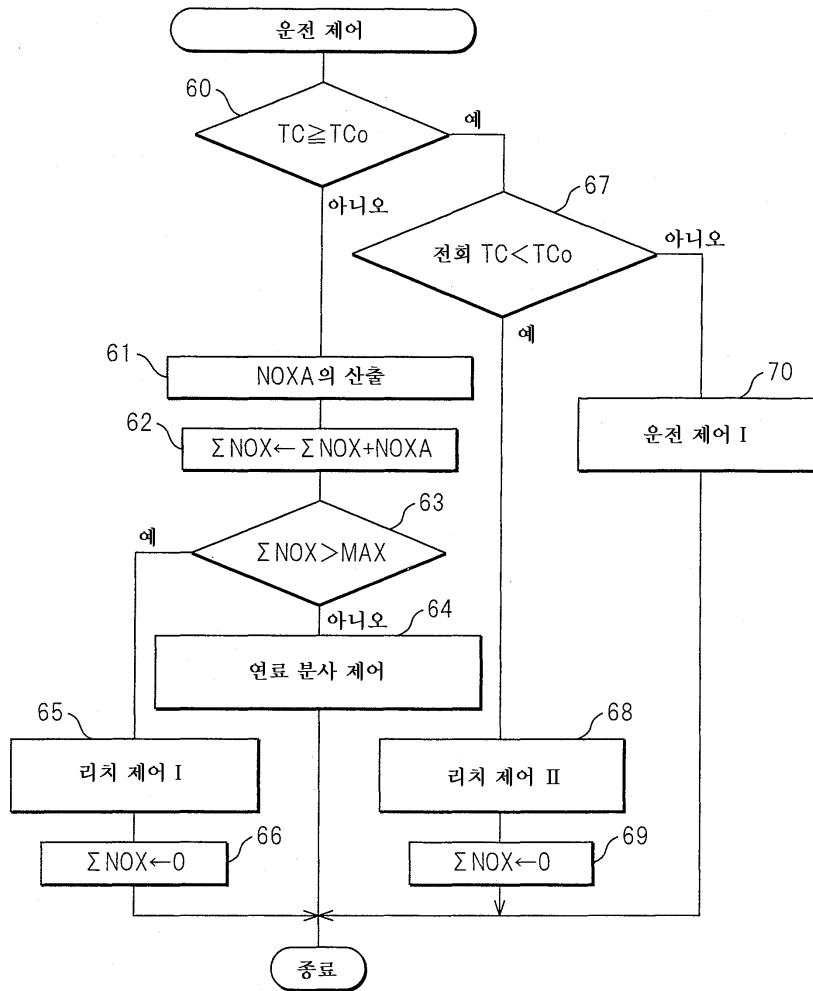 운전 제어
60
TC≧TCo
예
아니오
67
전회 TC<TCo
아니오
예
61
NOXA의 산출
62
ΣNOX←ΣNOX+NOXA
70
운전 제어 I
63
ΣNOX>MAX
예
아니오
64
연료 분사 제어
65
리치 제어 I
68
리치 제어 II
66
ΣNOX←0
69
ΣNOX←0
종료